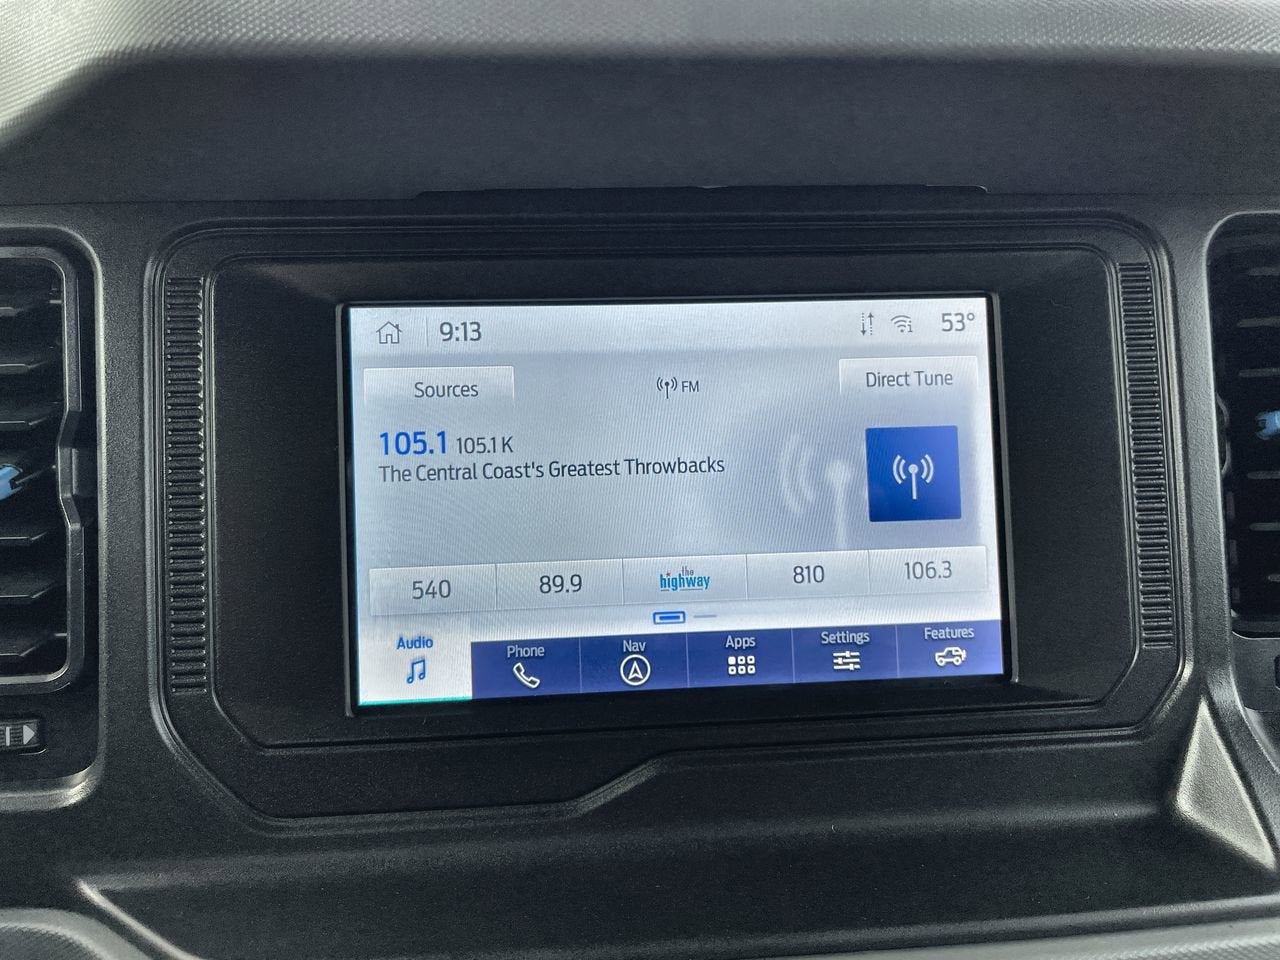 9:13
53°
Sources
FM
Direct Tune
105.1 105.1 K
The Central Coast's Greatest Throwbacks
540
89.9
the highway
810
106.3
Audio
Phone
Nav
Apps
Settings
Features